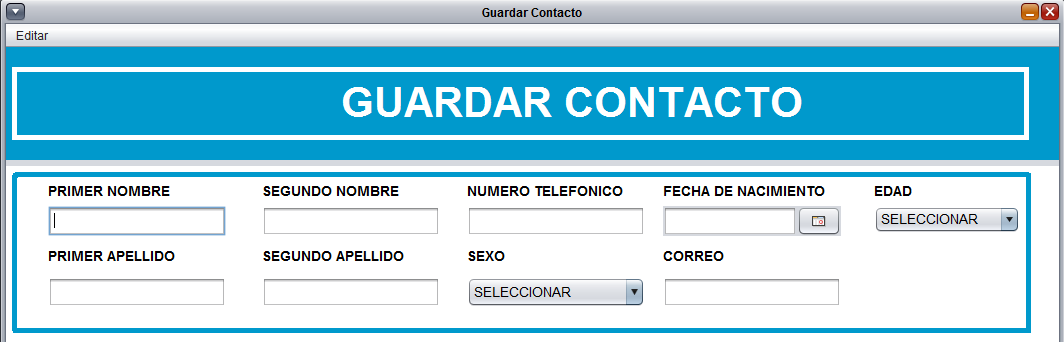 Guardar Contacto
Editar
GUARDAR CONTACTO
PRIMER NOMBRE SEGUNDO NOMBRE NUMERO TELEFONICO FECHA DE NACIMIENTO EDAD
SELECCIONAR
PRIMER APELLIDO SEGUNDO APELLIDO SEXO CORREO
SELECCIONAR